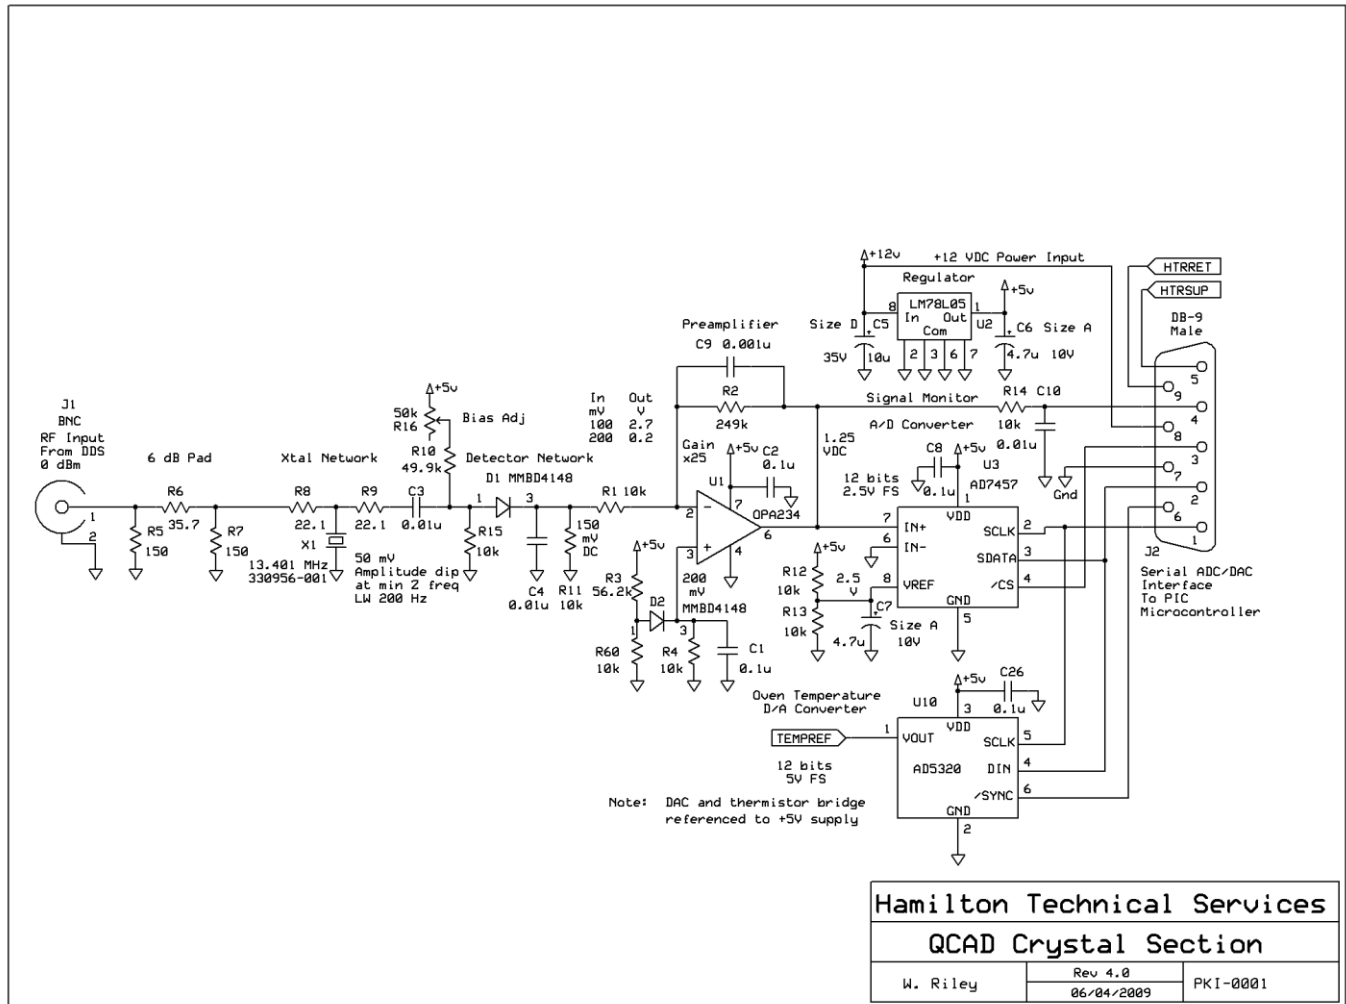 +12v
+12 VDC Power Input
HTRRET
Regulator
HTRSUP
+5v
LM78L05
8
1
In Out
U2
Com
2 3 6 7
Size D
C5
35V
10u
C6
Size A
4.7u
10V
DB-9
Male
5
9
4
8
3
7
2
6
1
J2
Preamplifier
C9 0.001u
R2
249k
Signal Monitor
R14
C10
10k
0.01u
Gnd
A/D Converter
1.25
VDC
J1
BNC
RF Input
From DDS
0 dBm
1
2
6 dB Pad
R6
35.7
R5
150
R7
150
Xtal Network
R8
22.1
R9
22.1
X1
13.401 MHz
330956-001
50 mV
Amplitude dip
at min Z freq
LW 200 Hz
C3
0.01u
+5v
50k
R16
Bias Adj
R10
49.9k
Detector Network
D1 MMBD4148
1
3
R15
10k
C4
0.01u
150
mV
DC
R11
10k
In Out
mV V
100 2.7
200 0.2
R1 10k
Gain
x25
+5v
C2
0.1u
U1
7
2
OPA234
6
3
4
200
mV
MMBD4148
+5v
R3
56.2k
D2
1
3
R60
10k
R4
10k
C1
0.1u
12 bits
2.5V FS
+5v
C8
0.1u
U3
AD7457
1
VDD
7
IN+
6
IN-
8
VREF
SCLK
2
SDATA
3
/CS
4
GND
5
R12
10k
R13
10k
2.5
V
C7
Size A
4.7u
10V
Serial ADC/DAC
Interface
To PIC
Microcontroller
Oven Temperature
D/A Converter
+5v
C26
0.1u
U10
3
VDD
TEMPREF
1
VOUT
AD5320
SCLK
5
DIN
4
/SYNC
6
GND
2
12 bits
5V FS
Note: DAC and thermistor bridge
referenced to +5V supply
Hamilton Technical Services
QCAD Crystal Section
W. Riley
Rev 4.0
06/04/2009
PKI-0001